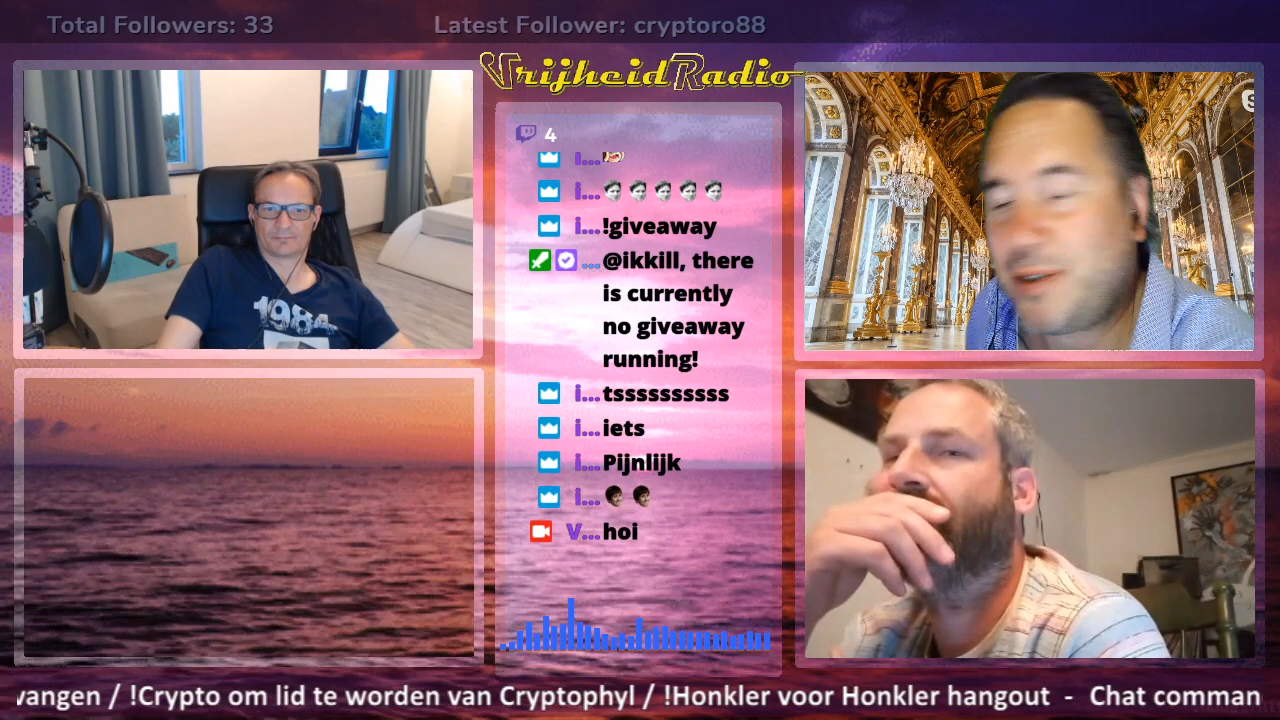 Total Followers: 33
Latest Follower: cryptoro88
VrijheidRadio
4
i...
i...
i...!giveaway
...@ikkill, there
is currently
no giveaway
running!
i...tssssssssss
i...iets
i...Pijnlijk
i...
V...hoi
1984
vangen / !Crypto om lid te worden van Cryptophyl / !Honkler voor Honkler hangout - Chat comman